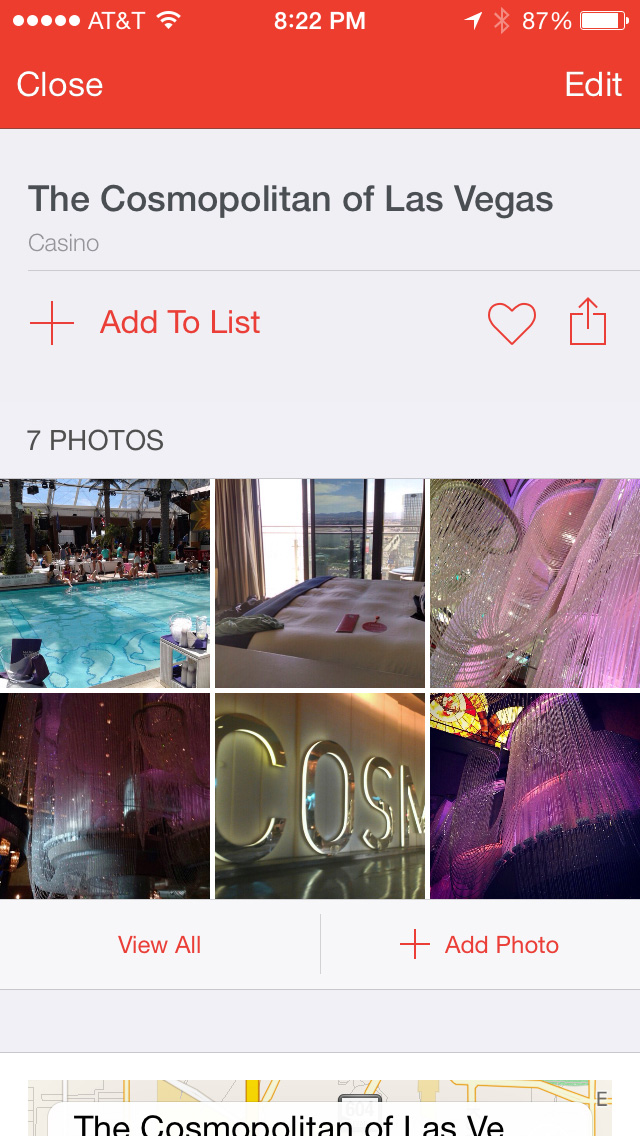 AT&T 8:22 PM 87%
Close Edit
The Cosmopolitan of Las Vegas
Casino
Add To List
7 PHOTOS
COSM
View All Add Photo
604 E
The Cosmopolitan of Las Ve